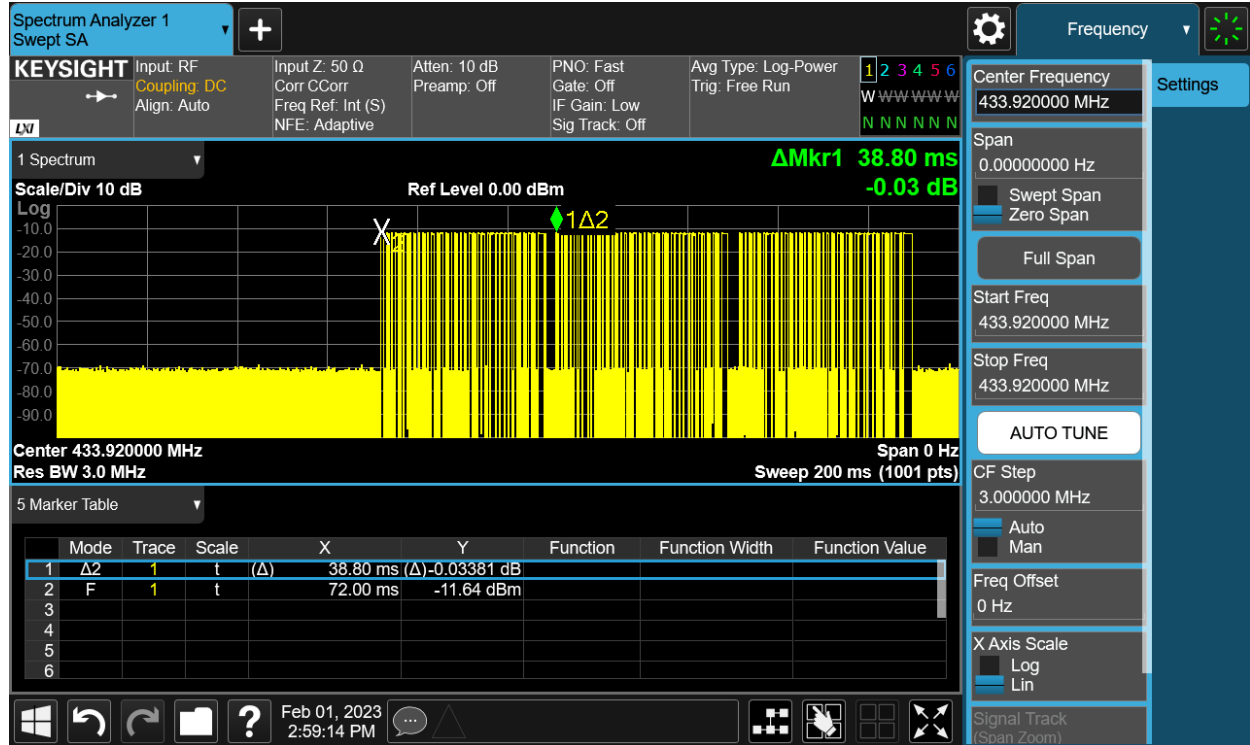 Spectrum Analyzer 1
Swept SA
+
Frequency
KEYSIGHT
LXI
Input: RF
Coupling: DC
Align: Auto
Input Z: 50 Ω
Corr CCorr
Freq Ref: Int (S)
NFE: Adaptive
Atten: 10 dB
Preamp: Off
PNO: Fast
Gate: Off
IF Gain: Low
Sig Track: Off
Avg Type: Log-Power
Trig: Free Run
1 2 3 4 5 6
W W W W W W
N N N N N N
1 Spectrum
ΔMkr1 38.80 ms
-0.03 dB
Scale/Div 10 dB
Ref Level 0.00 dBm
Log
1Δ2
X
2
-10.0
-20.0
-30.0
-40.0
-50.0
-60.0
-70.0
-80.0
-90.0
Center 433.920000 MHz
Span 0 Hz
Res BW 3.0 MHz
Sweep 200 ms (1001 pts)
5 Marker Table
Mode Trace Scale X Y Function Function Width Function Value
1 Δ2 1 t (Δ) 38.80 ms (Δ)-0.03381 dB
2 F 1 t 72.00 ms -11.64 dBm
3
4
5
6
?
Feb 01, 2023
2:59:14 PM
Center Frequency
433.920000 MHz
Settings
Span
0.00000000 Hz
Swept Span
Zero Span
Full Span
Start Freq
433.920000 MHz
Stop Freq
433.920000 MHz
AUTO TUNE
CF Step
3.000000 MHz
Auto
Man
Freq Offset
0 Hz
X Axis Scale
Log
Lin
Signal Track
(Span Zoom)